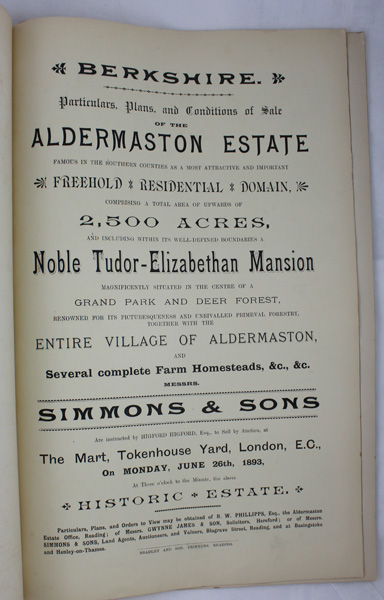 BERKSHIRE.
Particulars, Plans, and Conditions of Sale
OF THE
ALDERMASTON ESTATE
FAMOUS IN THE SOUTHERN COUNTIES AS A MOST ATTRACTIVE AND IMPORTANT
FREEHOLD * RESIDENTIAL * DOMAIN,
COMPRISING A TOTAL AREA OF UPWARDS OF
2,500 ACRES,
AND INCLUDING WITHIN ITS WELL-DEFINED BOUNDARIES A
Noble Tudor-Elizabethan Mansion
MAGNIFICENTLY SITUATED IN THE CENTRE OF A
GRAND PARK AND DEER FOREST,
RENOWNED FOR ITS PICTURESQUENESS AND UNRIVALLED PRIMEVAL FORESTRY,
TOGETHER WITH THE
ENTIRE VILLAGE OF ALDERMASTON,
AND
Several complete Farm Homesteads, &c., &c.
MESSRS.
SIMMONS & SONS
Are instructed by HIGFORD HIGFORD, Esq., to Sell by Auction, at
The Mart, Tokenhouse Yard, London, E.C.,
On MONDAY, JUNE 26th, 1893,
At Three o'clock to the Minute, the above
HISTORIC * ESTATE.
Particulars, Plans, and Orders to View may be obtained of R. W. PHILLIPPS, Esq., the Aldermaston
Estate Office, Reading; of Messrs. GWYNNE JAMES & SON, Solicitors, Hereford; or of Messrs.
SIMMONS & SONS, Land Agents, Auctioneers, and Valuers, Blagrave Street, Reading, and at Basingstoke
and Henley-on-Thames.
BRADLEY AND SON, PRINTERS, READING.